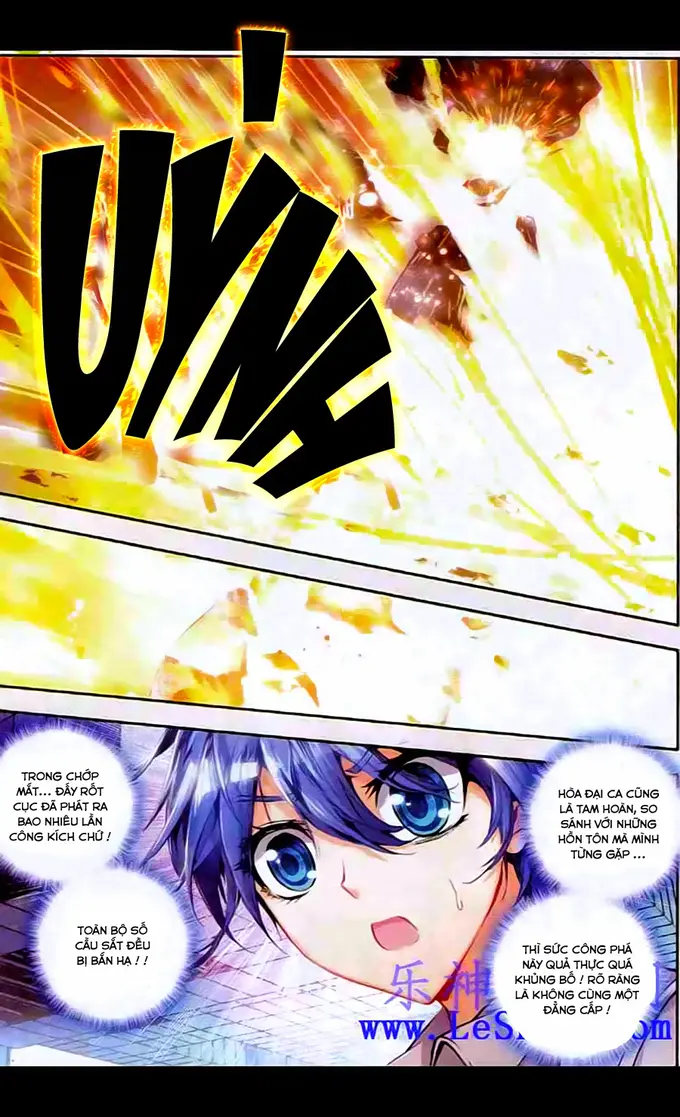 UỲNH
TRONG CHỚP
MẮT... ĐẤY RỐT
CỤC ĐÃ PHÁT RA
BAO NHIÊU LẦN
CÔNG KÍCH CHỨ !
TOÀN BỘ SỐ
CẦU SẮT ĐỀU
BỊ BẮN HẠ ! !
HÓA ĐẠI CA CŨNG
LÀ TAM HOÀN, SO
SÁNH VỚI NHỮNG
HỒN TÔN MÀ MÌNH
TỪNG GẶP ...
THÌ SỨC CÔNG PHÁ
NÀY QUẢ THỰC QUÁ
KHỦNG BỐ ! RÕ RÀNG
LÀ KHÔNG CÙNG MỘT
ĐẲNG CẤP !
乐神
www.LeS
om